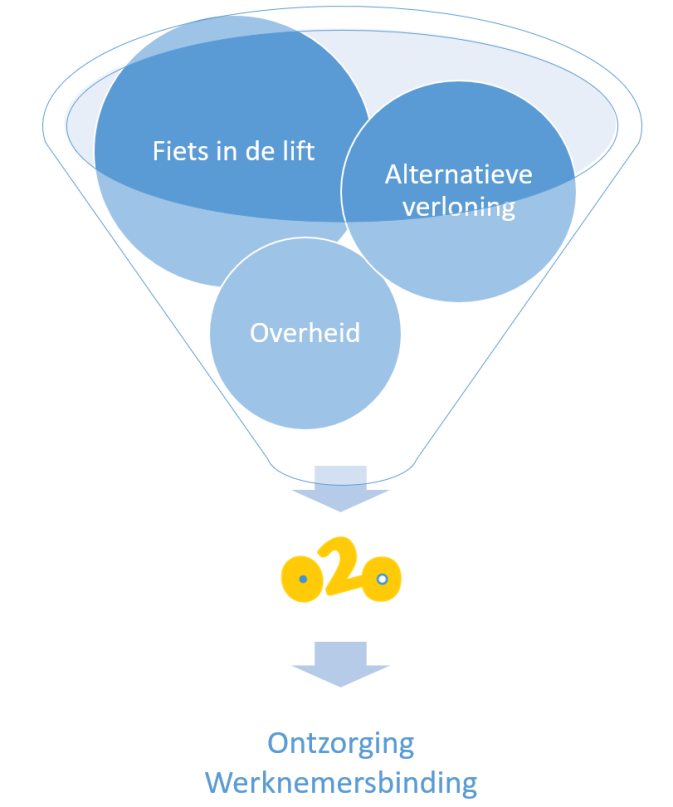 Fiets in de lift
Alternatieve
verloning
Overheid
o2o
Ontzorging
Werknemersbinding